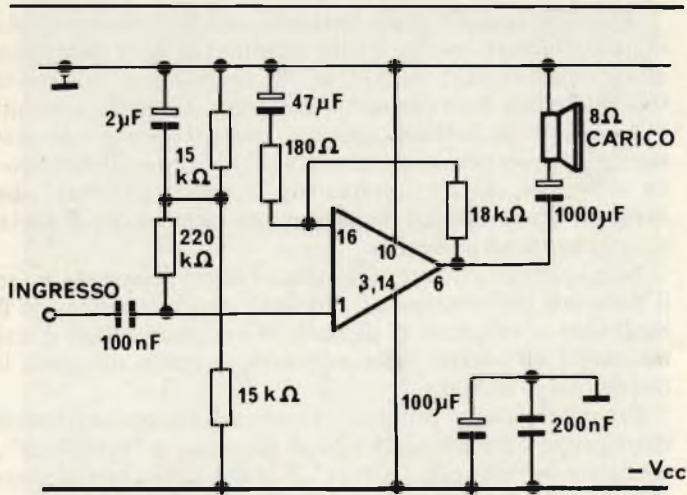 47µF
2µF
8Ω
CARICO
15
kΩ
180Ω
18kΩ
1000µF
220
kΩ
16
10
3,14
6
INGRESSO
1
100nF
15kΩ
100µF
200nF
− Vcc